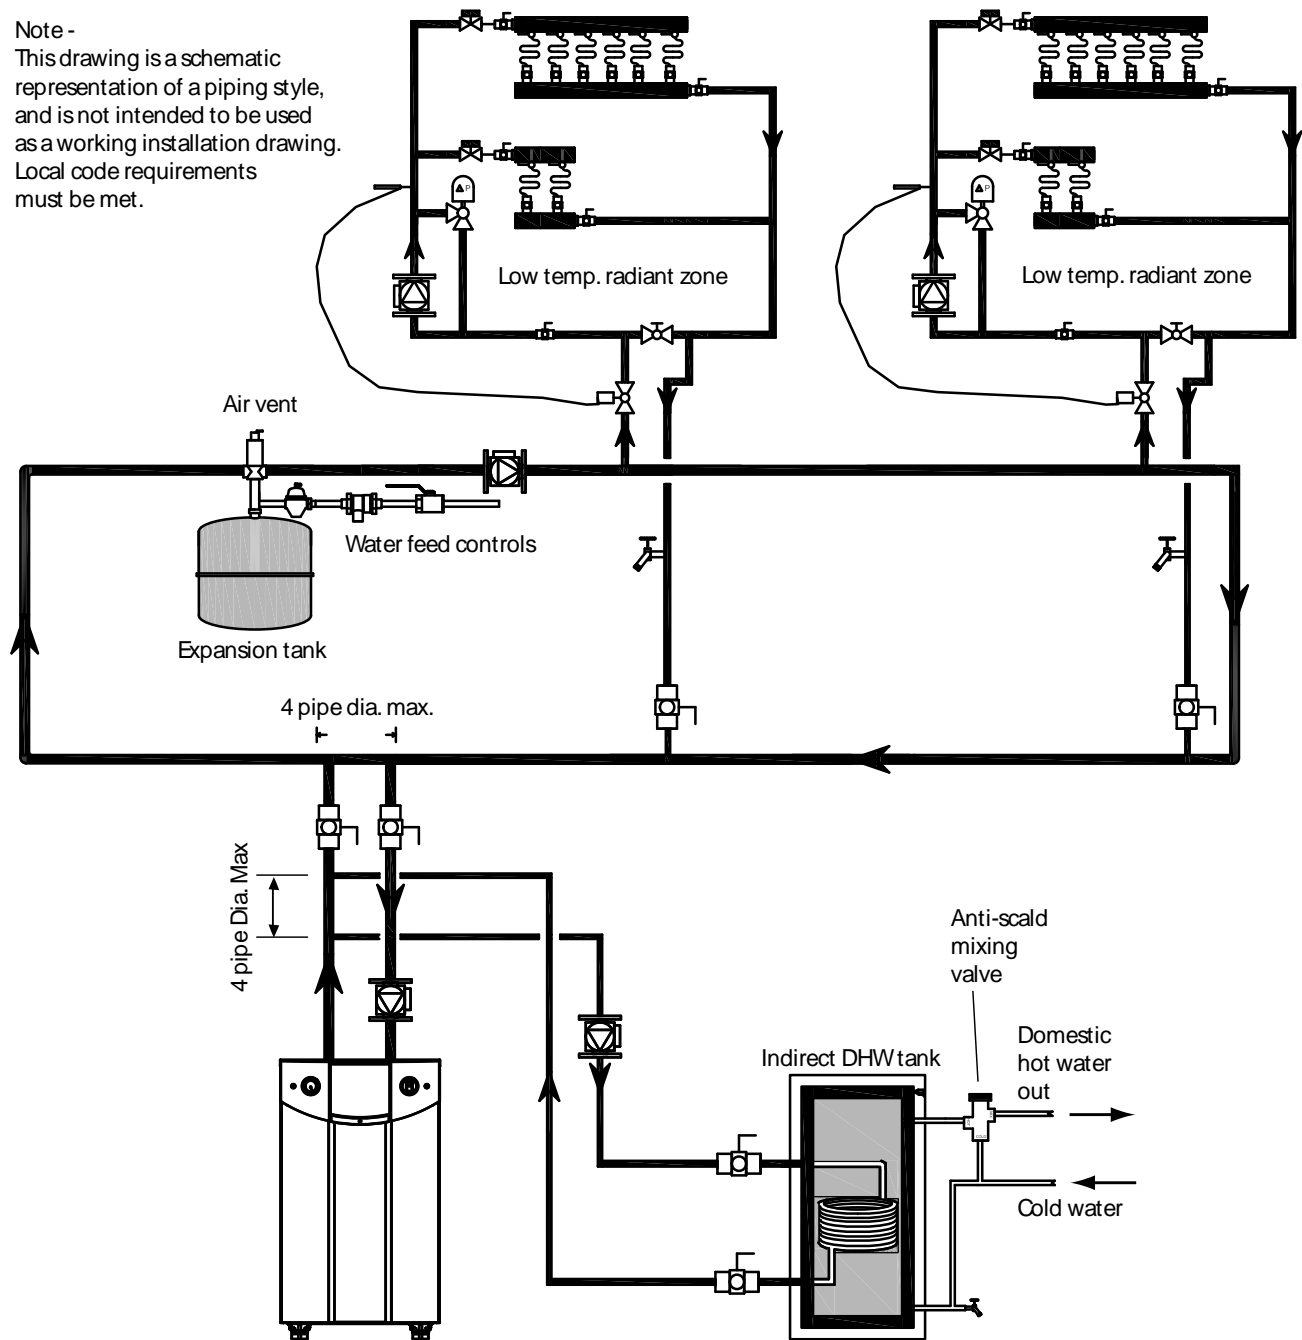 Note -
This drawing is a schematic
representation of a piping style,
and is not intended to be used
as a working installation drawing.
Local code requirements
must be met.
P
P
Low temp. radiant zone
Low temp. radiant zone
Air vent
Water feed controls
Expansion tank
4 pipe dia. max.
4 pipe Dia. Max
Anti-scald
mixing
valve
Domestic
hot water
out
Indirect DHW tank
COLD
Cold water